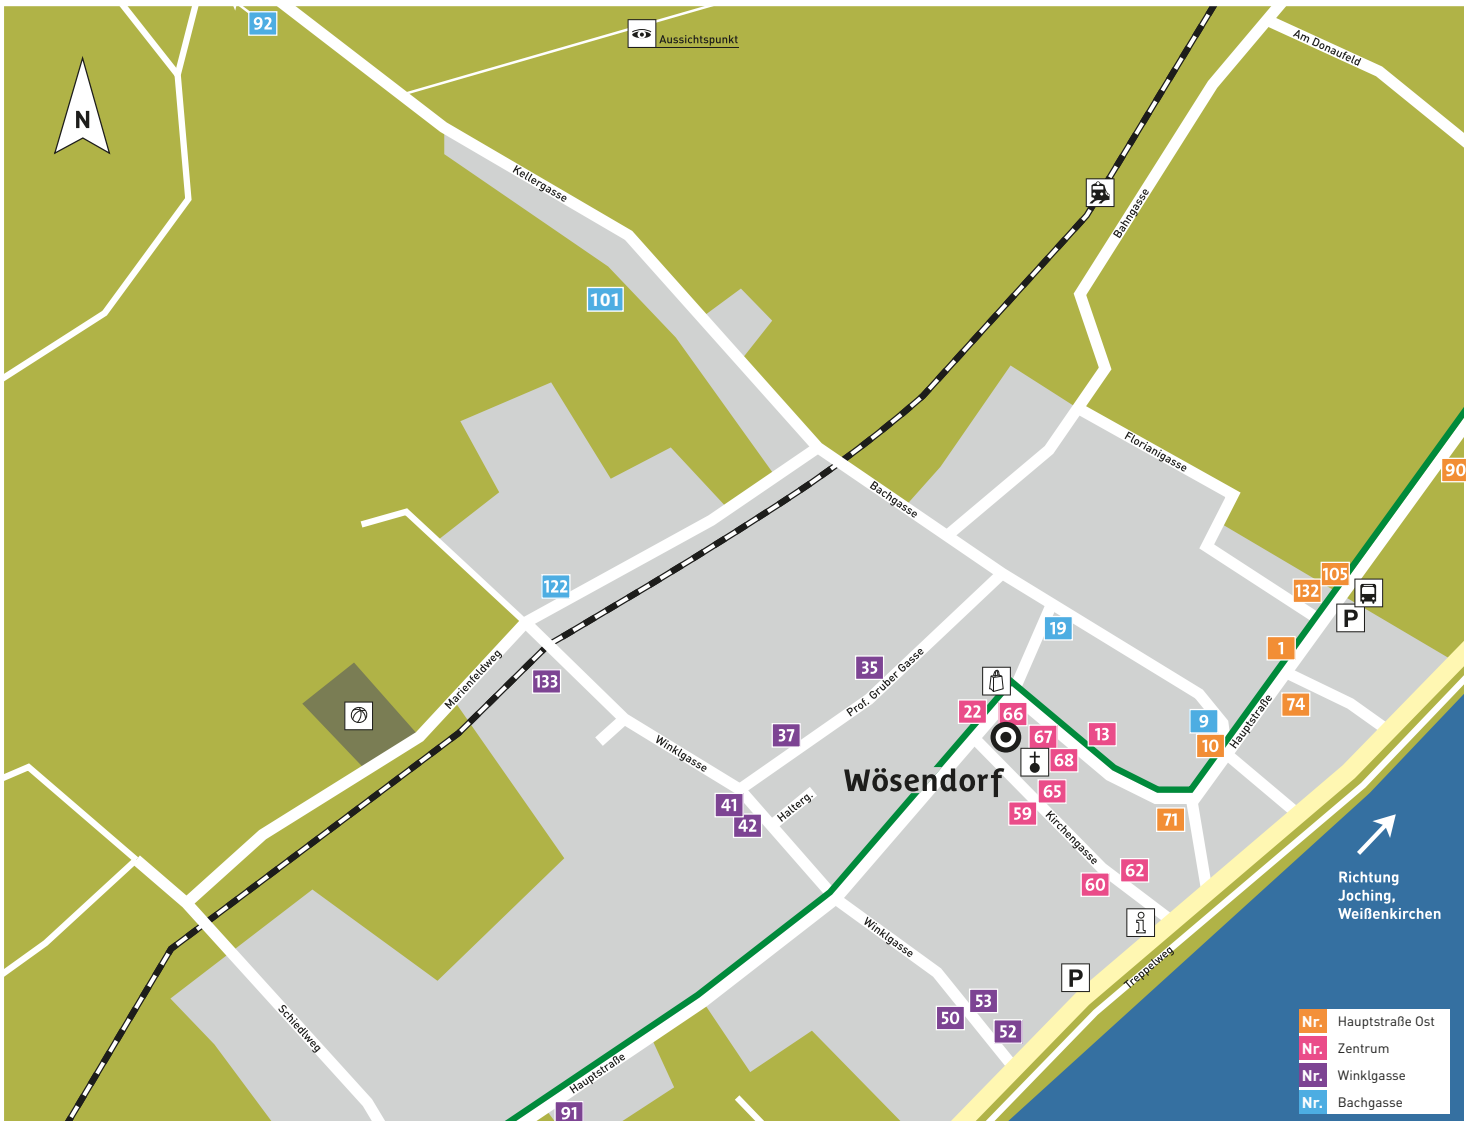 92
Aussichtspunkt
Am Donaufeld
N
Kellergasse
Bahngasse
101
Florianigasse
90
Bachgasse
105
122
132
P
19
1
35
Marienfeldweg
133
Prof. Gruber Gasse
74
22
66
9
Hauptstraße
37
67
13
10
Winklgasse
68
Wösendorf
65
41
Halterg.
59
42
71
Kirchengasse
62
60
Richtung
Joching,
Weißenkirchen
i
Winklgasse
Treppelweg
P
53
50
52
Schiedlweg
Hauptstraße
91
Nr. Hauptstraße Ost
Nr. Zentrum
Nr. Winklgasse
Nr. Bachgasse